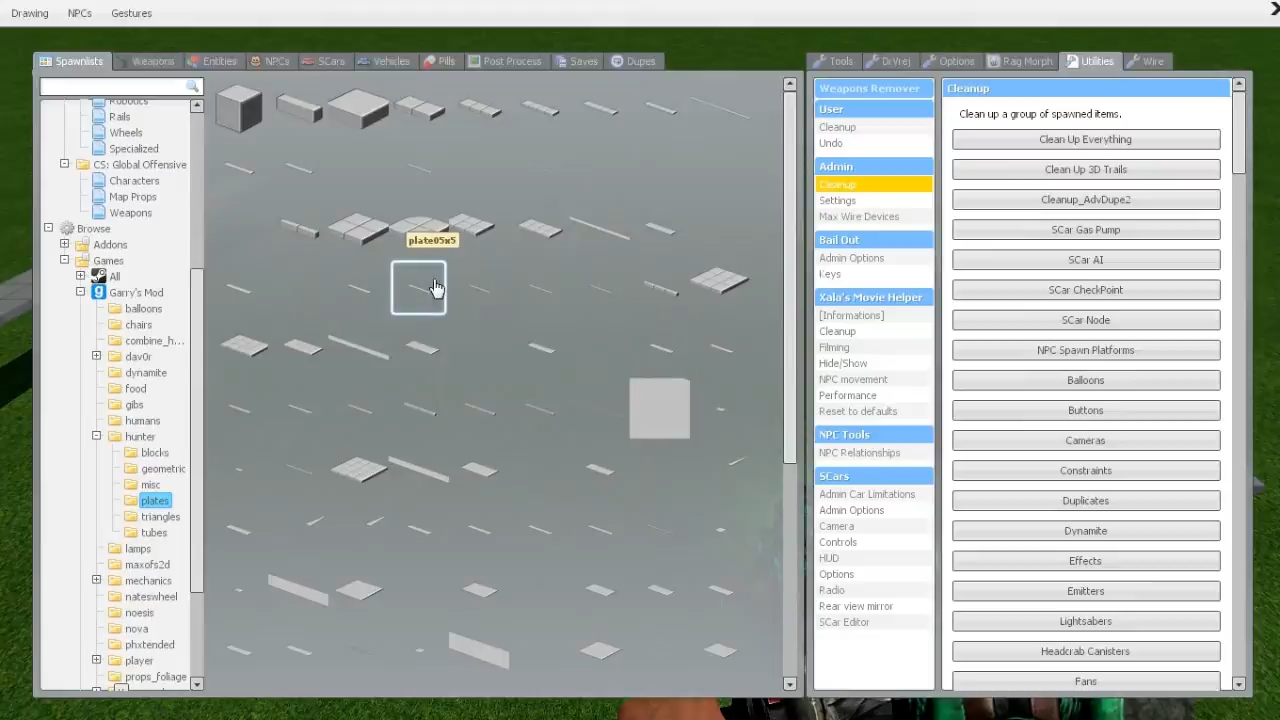 Drawing NPCs Gestures
Spawnlists Weapons Entities NPCs SCars Vehicles Pills Post Process Saves Dupes
Robotics
Rails
Wheels
Specialized
CS: Global Offensive
Characters
Map Props
Weapons
Browse
Addons
Games
All
Garry's Mod
balloons
chairs
combine_h...
dav0r
dynamite
food
gibs
humans
hunter
blocks
geometric
misc
plates
triangles
tubes
lamps
maxofs2d
mechanics
nateswheel
noesis
nova
phxtended
player
props_foliage
plate05x5
Tools DrVrej Options Rag Morph Utilities Wire
Weapons Remover
User
Cleanup
Undo
Admin
Cleanup
Settings
Max Wire Devices
Bail Out
Admin Options
Keys
Xala's Movie Helper
[Informations]
Cleanup
Filming
Hide/Show
NPC movement
Performance
Reset to defaults
NPC Tools
NPC Relationships
SCars
Admin Car Limitations
Admin Options
Camera
Controls
HUD
Options
Radio
Rear view mirror
SCar Editor
Cleanup
Clean up a group of spawned items.
Clean Up Everything
Clean Up 3D Trails
Cleanup_AdvDupe2
SCar Gas Pump
SCar AI
SCar CheckPoint
SCar Node
NPC Spawn Platforms
Balloons
Buttons
Cameras
Constraints
Duplicates
Dynamite
Effects
Emitters
Lightsabers
Headcrab Canisters
Fans